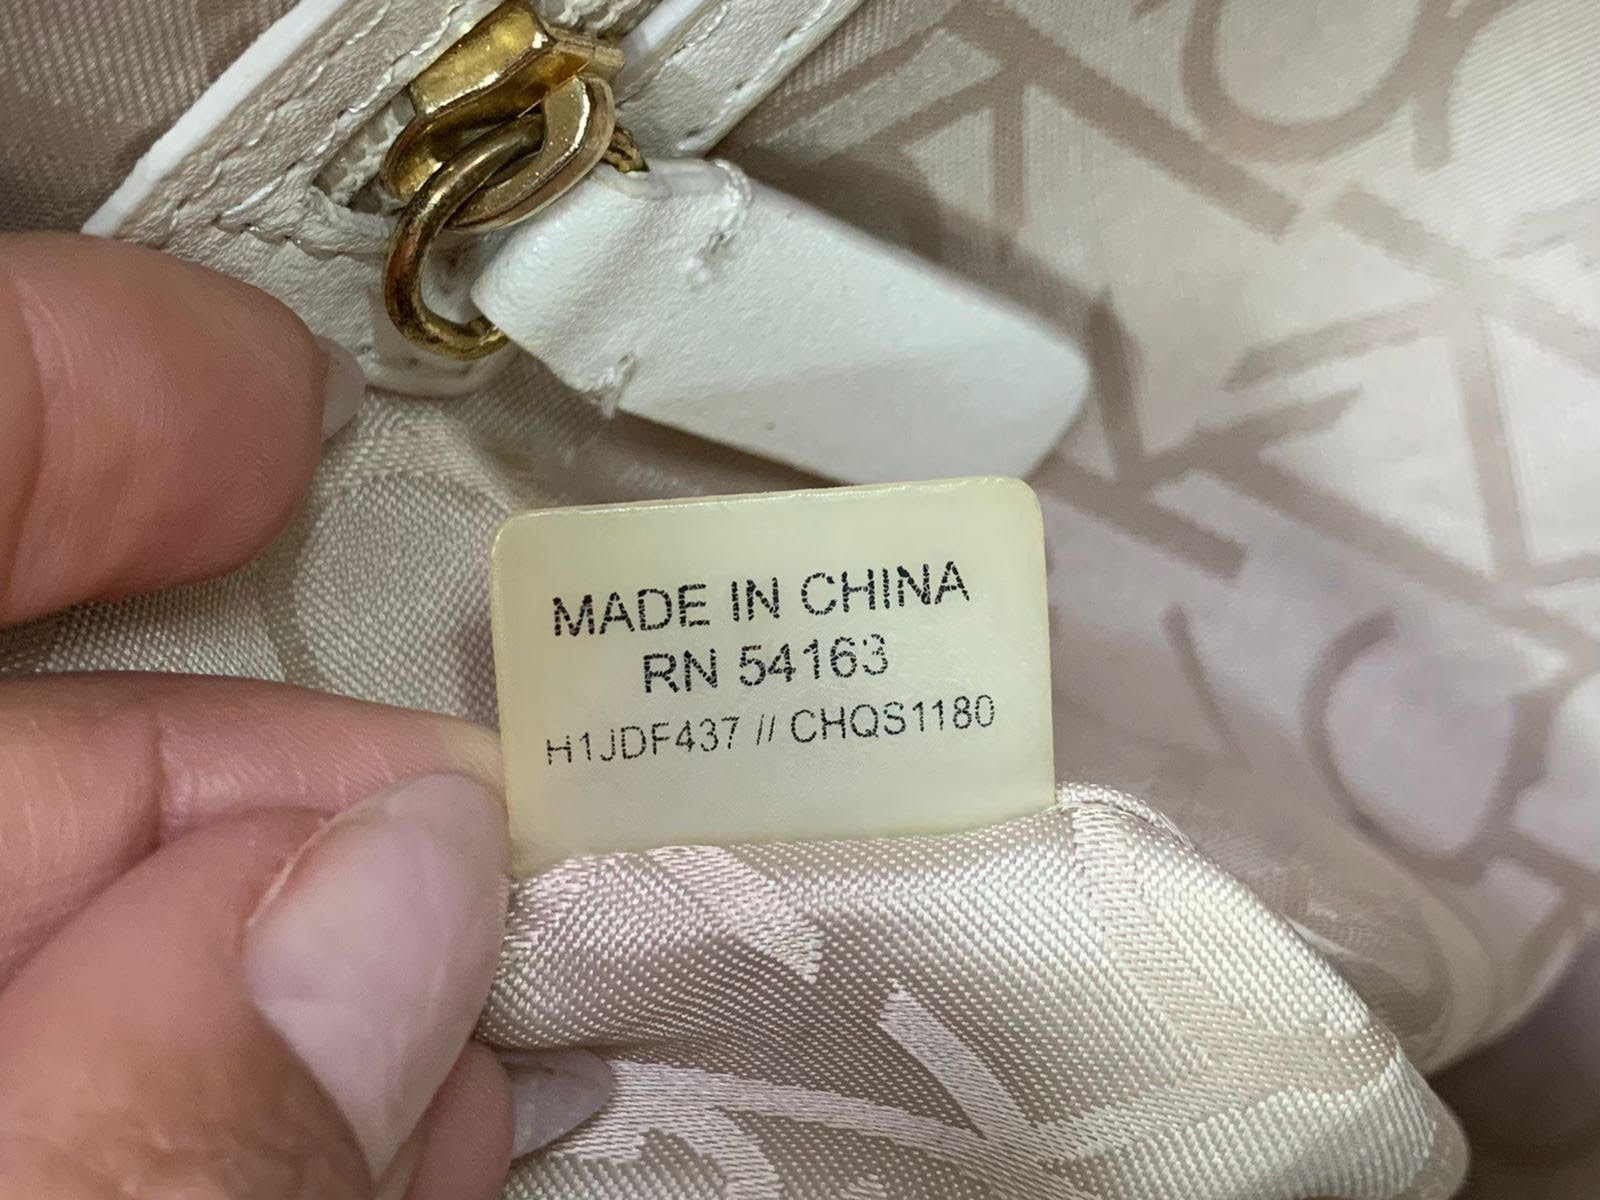 MADE IN CHINA
RN 54163
H1JDF437 // CHQS1180